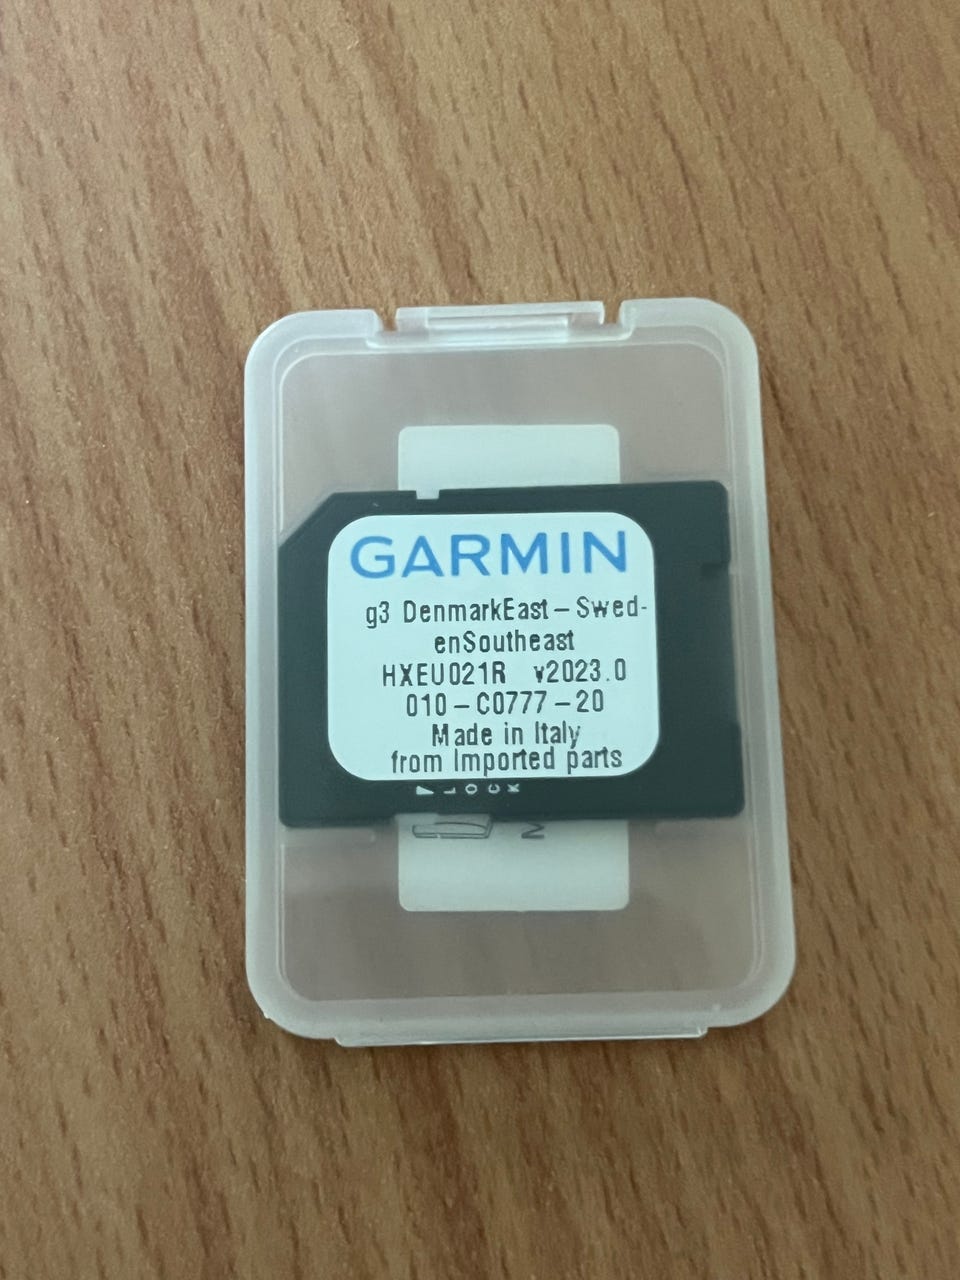 GARMIN
g3 DenmarkEast-Swed-
enSoutheast
HXEU021R v2023.0
010-C0777-20
Made in Italy
from Imported parts
LOCK
M